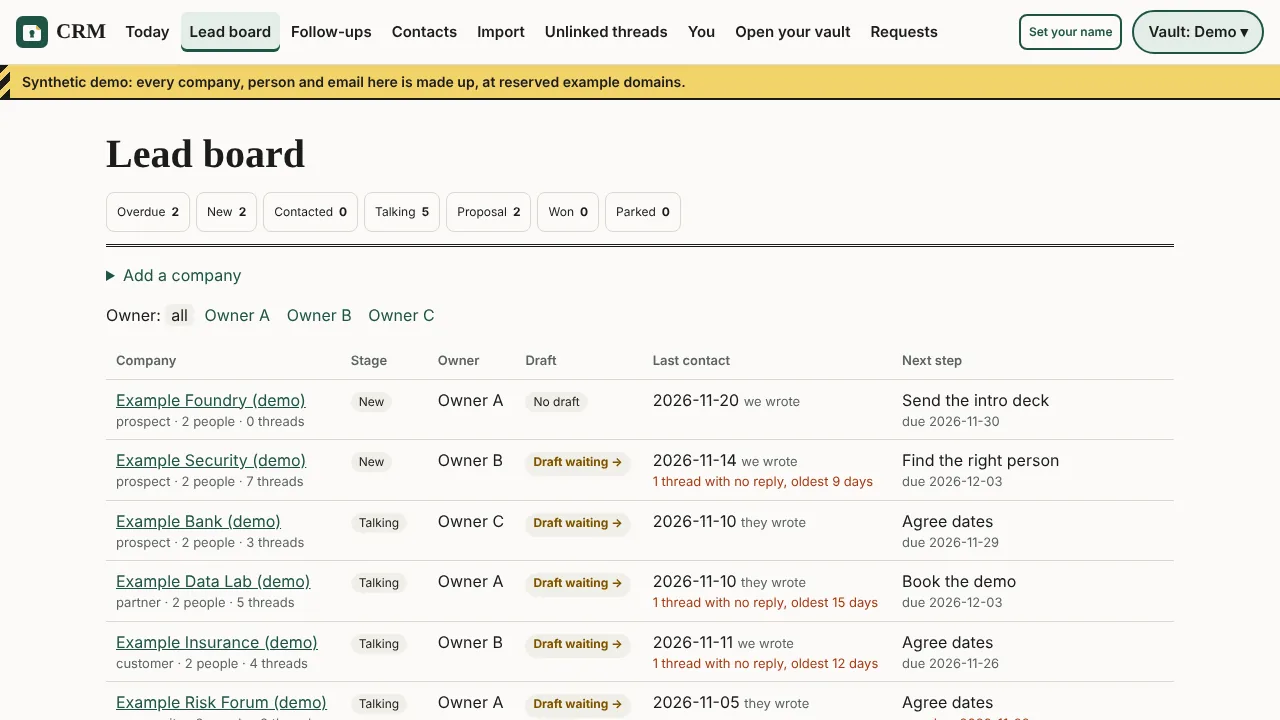 CRM Today Lead board Follow-ups Contacts Import Unlinked threads You Open your vault Requests Set your name Vault: Demo ▾
Synthetic demo: every company, person and email here is made up, at reserved example domains.
Lead board
Overdue 2 New 2 Contacted 0 Talking 5 Proposal 2 Won 0 Parked 0
▶ Add a company
Owner: all Owner A Owner B Owner C
Company Stage Owner Draft Last contact Next step
Example Foundry (demo) New Owner A No draft 2026-11-20 we wrote Send the intro deck
prospect · 2 people · 0 threads due 2026-11-30
Example Security (demo) New Owner B Draft waiting → 2026-11-14 we wrote Find the right person
prospect · 2 people · 7 threads 1 thread with no reply, oldest 9 days due 2026-12-03
Example Bank (demo) Talking Owner C Draft waiting → 2026-11-10 they wrote Agree dates
prospect · 2 people · 3 threads due 2026-11-29
Example Data Lab (demo) Talking Owner A Draft waiting → 2026-11-10 they wrote Book the demo
partner · 2 people · 5 threads 1 thread with no reply, oldest 15 days due 2026-12-03
Example Insurance (demo) Talking Owner B Draft waiting → 2026-11-11 we wrote Agree dates
customer · 2 people · 4 threads 1 thread with no reply, oldest 12 days due 2026-11-26
Example Risk Forum (demo) Talking Owner A Draft waiting → 2026-11-05 they wrote Agree dates